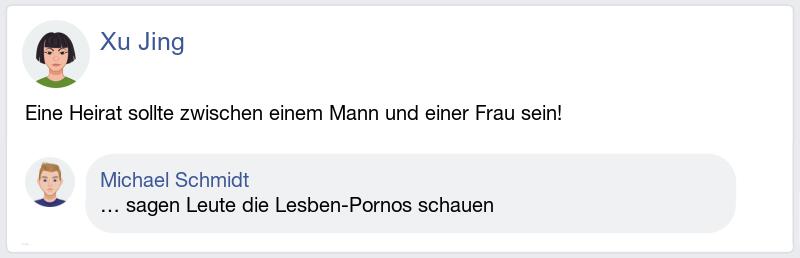 Xu Jing
Eine Heirat sollte zwischen einem Mann und einer Frau sein!
Michael Schmidt
… sagen Leute die Lesben-Pornos schauen